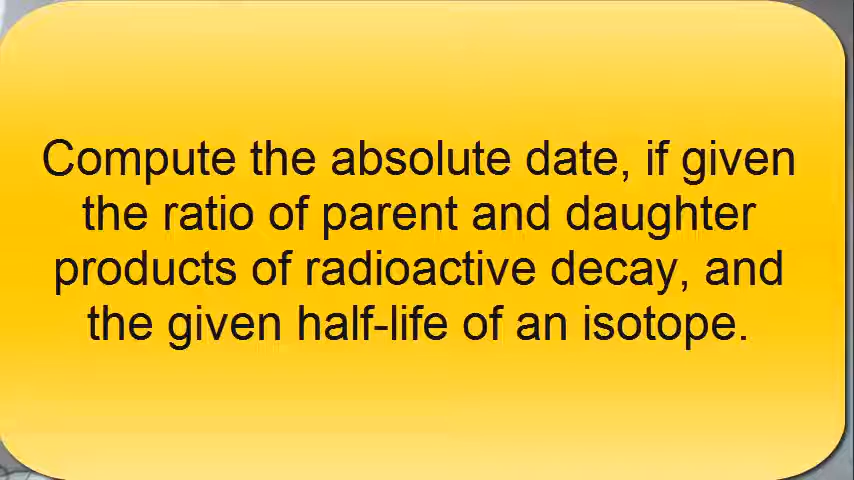 Compute the absolute date, if given
the ratio of parent and daughter
products of radioactive decay, and
the given half-life of an isotope.